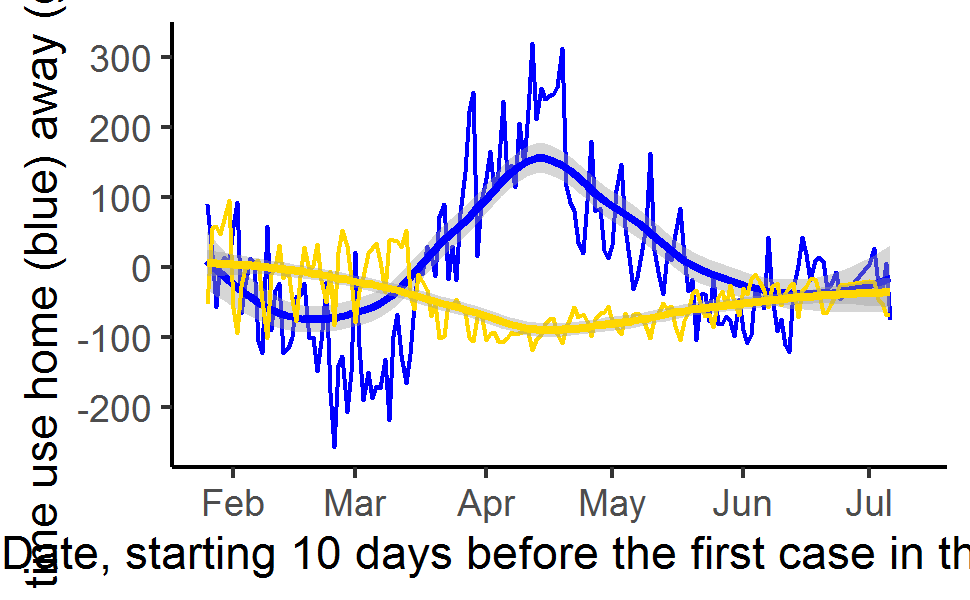 time use home (blue) away (
300
200
100
0
-100
-200
Feb Mar Apr May Jun Jul
Date, starting 10 days before the first case in th